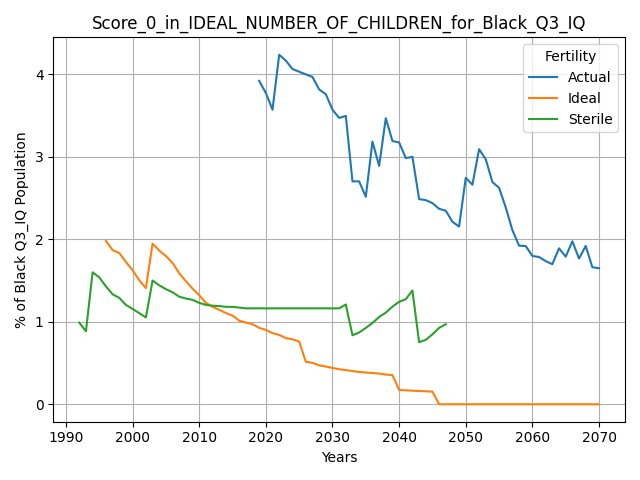 Score_0_in_IDEAL_NUMBER_OF_CHILDREN_for_Black_Q3_IQ
Fertility
Actual
Ideal
Sterile
% of Black Q3_IQ Population
4
3
2
1
0
1990 2000 2010 2020 2030 2040 2050 2060 2070
Years